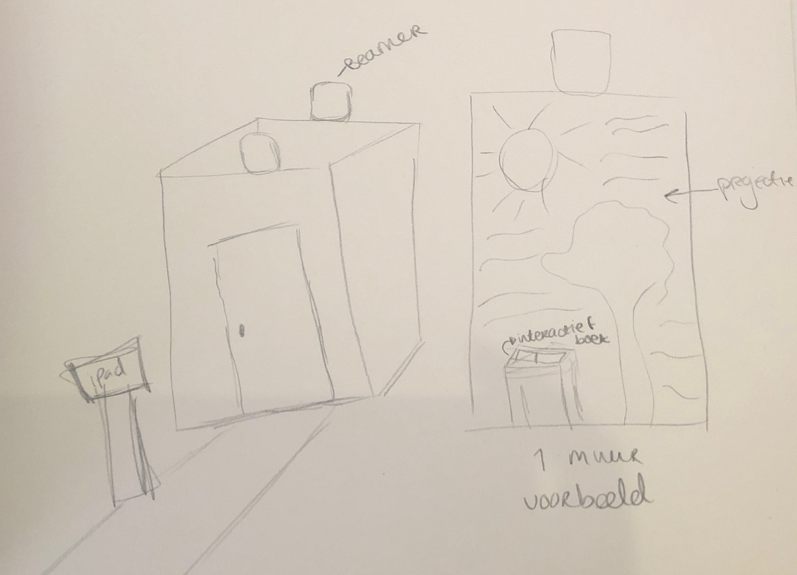 beamer
projectie
interactief
boek
ipad
1 muur
voorbeeld